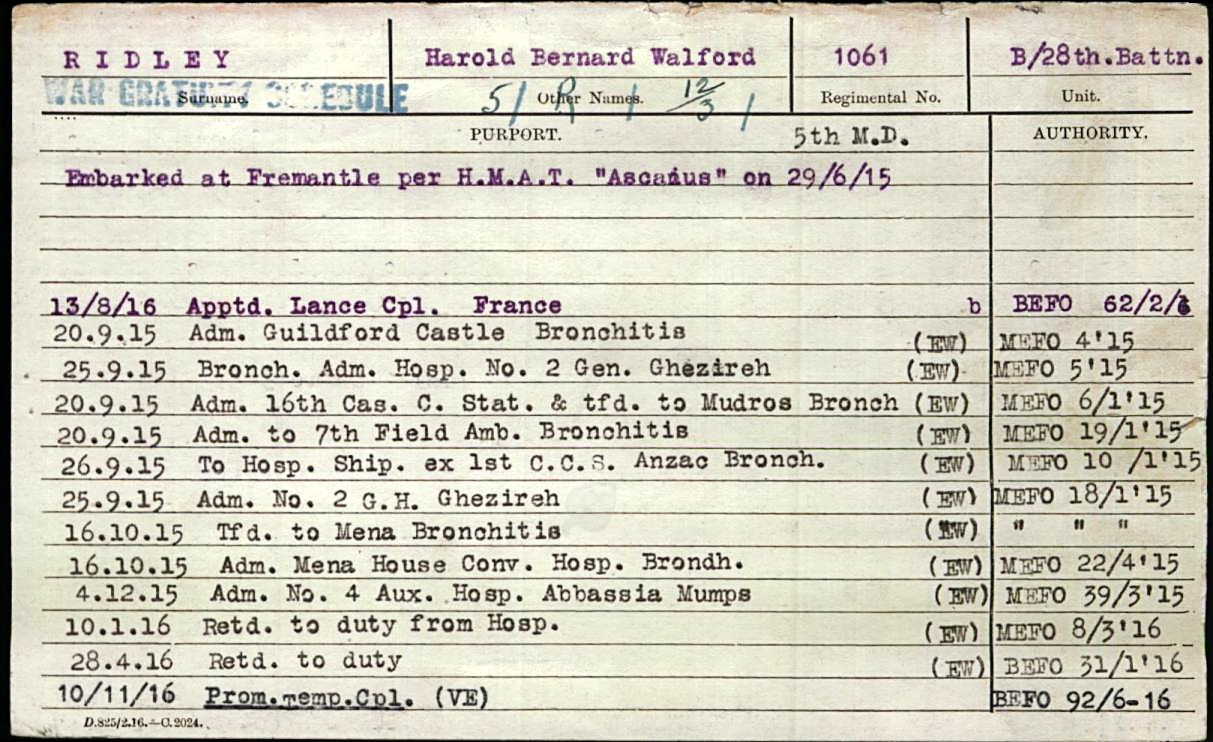 RIDLEY Harold Bernard Walford 1061 B/28th.Battn.
WAR GRATUITY SCHEDULE 5/ R / 12/3 /
Surname. Other Names. Regimental No. Unit.
PURPORT. 5th M.D. AUTHORITY.
Embarked at Fremantle per H.M.A.T. "Ascanius" on 29/6/15
13/8/16 Apptd. Lance Cpl. France b BEFO 62/2/6
20.9.15 Adm. Guildford Castle Bronchitis (EW) MEFO 4'15
25.9.15 Bronch. Adm. Hosp. No. 2 Gen. Ghezireh (EW) MEFO 5'15
20.9.15 Adm. 16th Cas. C. Stat. & tfd. to Mudros Bronch (EW) MEFO 6/1'15
20.9.15 Adm. to 7th Field Amb. Bronchitis (EW) MEFO 19/1'15
26.9.15 To Hosp. Ship. ex 1st C.C.S. Anzac Bronch. (EW) MEFO 10 /1'15
25.9.15 Adm. No. 2 G.H. Ghezireh (EW) MEFO 18/1'15
16.10.15 Tfd. to Mena Bronchitis (EW) " " "
16.10.15 Adm. Mena House Conv. Hosp. Brondh. (EW) MEFO 22/4'15
4.12.15 Adm. No. 4 Aux. Hosp. Abbassia Mumps (EW) MEFO 39/3'15
10.1.16 Retd. to duty from Hosp. (EW) MEFO 8/3'16
28.4.16 Retd. to duty (EW) BEFO 31/1'16
10/11/16 Prom.Temp.Cpl. (VE) BEFO 92/6-16
D.825/2.16.—C.2024.